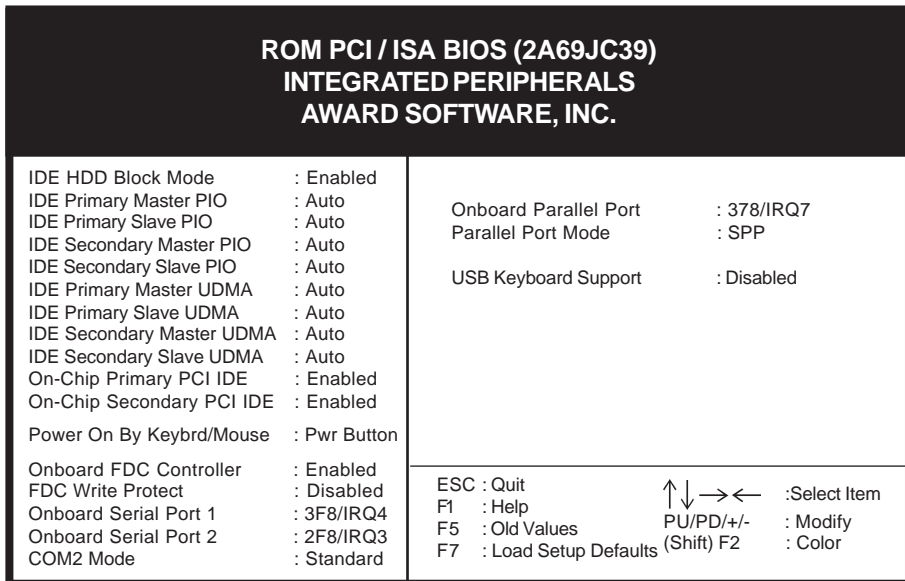 ROM PCI / ISA BIOS (2A69JC39)
INTEGRATED PERIPHERALS
AWARD SOFTWARE, INC.
IDE HDD Block Mode : Enabled
IDE Primary Master PIO : Auto
IDE Primary Slave PIO : Auto
IDE Secondary Master PIO : Auto
IDE Secondary Slave PIO : Auto
IDE Primary Master UDMA : Auto
IDE Primary Slave UDMA : Auto
IDE Secondary Master UDMA : Auto
IDE Secondary Slave UDMA : Auto
On-Chip Primary PCI IDE : Enabled
On-Chip Secondary PCI IDE : Enabled
Power On By Keybrd/Mouse : Pwr Button
Onboard FDC Controller : Enabled
FDC Write Protect : Disabled
Onboard Serial Port 1 : 3F8/IRQ4
Onboard Serial Port 2 : 2F8/IRQ3
COM2 Mode : Standard
Onboard Parallel Port : 378/IRQ7
Parallel Port Mode : SPP
USB Keyboard Support : Disabled
ESC : Quit ↑↓→← :Select Item
F1 : Help PU/PD/+/- : Modify
F5 : Old Values (Shift) F2 : Color
F7 : Load Setup Defaults